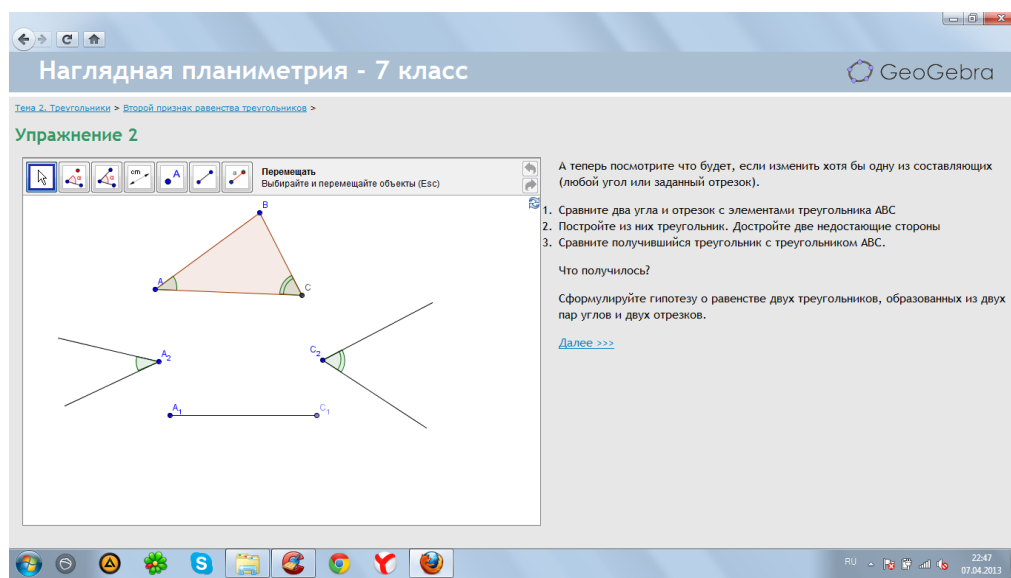 Наглядная планиметрия - 7 класс
GeoGebra
Тема 2. Треугольники > Второй признак равенства треугольников >
Упражнение 2
Перемещать
Выбирайте и перемещайте объекты (Esc)
cm
A
B
A
C
A2
C2
A1
C1
А теперь посмотрите что будет, если изменить хотя бы одну из составляющих
(любой угол или заданный отрезок).
1. Сравните два угла и отрезок с элементами треугольника ABC
2. Постройте из них треугольник. Достройте две недостающие стороны
3. Сравните получившийся треугольник с треугольником ABC.
Что получилось?
Сформулируйте гипотезу о равенстве двух треугольников, образованных из двух
пар углов и двух отрезков.
Далее >>>
RU
22:47
07.04.2013